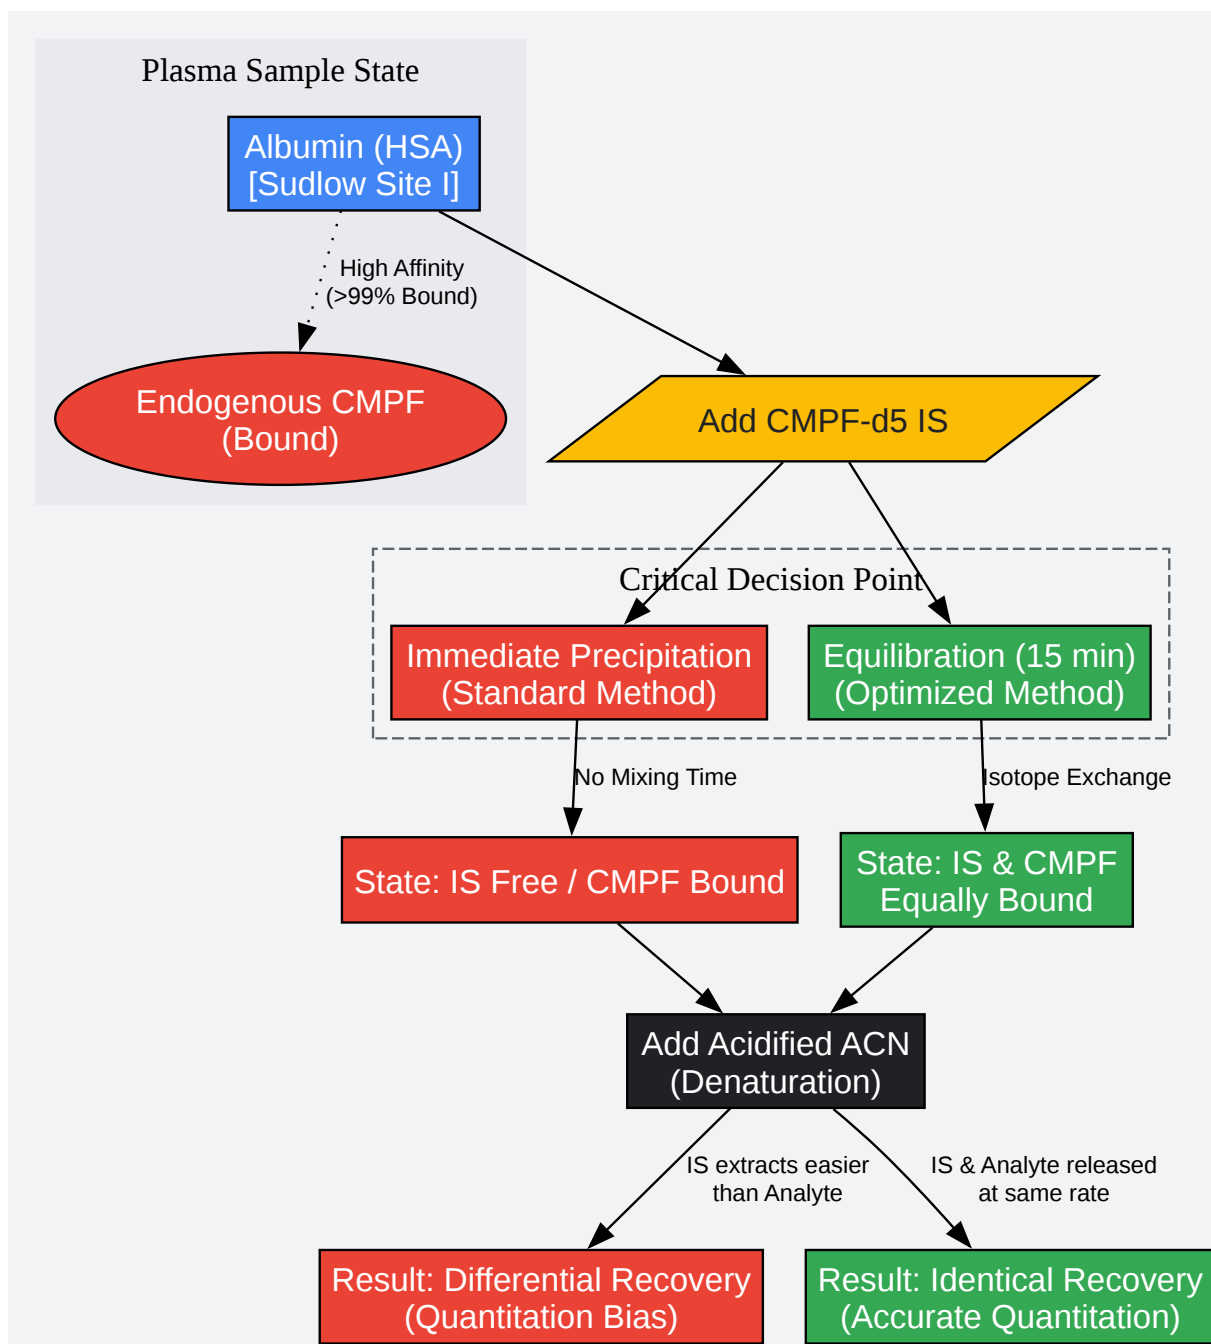 Plasma Sample State
Albumin (HSA)
[Sudlow Site I]
High Affinity
(>99% Bound)
Endogenous CMPF
(Bound)
Add CMPF-d5 IS
Critical Decision Point
Immediate Precipitation
(Standard Method)
Equilibration (15 min)
(Optimized Method)
No Mixing Time
Isotope Exchange
State: IS Free / CMPF Bound
State: IS & CMPF
Equally Bound
Add Acidified ACN
(Denaturation)
IS extracts easier
than Analyte
IS & Analyte released
at same rate
Result: Differential Recovery
(Quantitation Bias)
Result: Identical Recovery
(Accurate Quantitation)